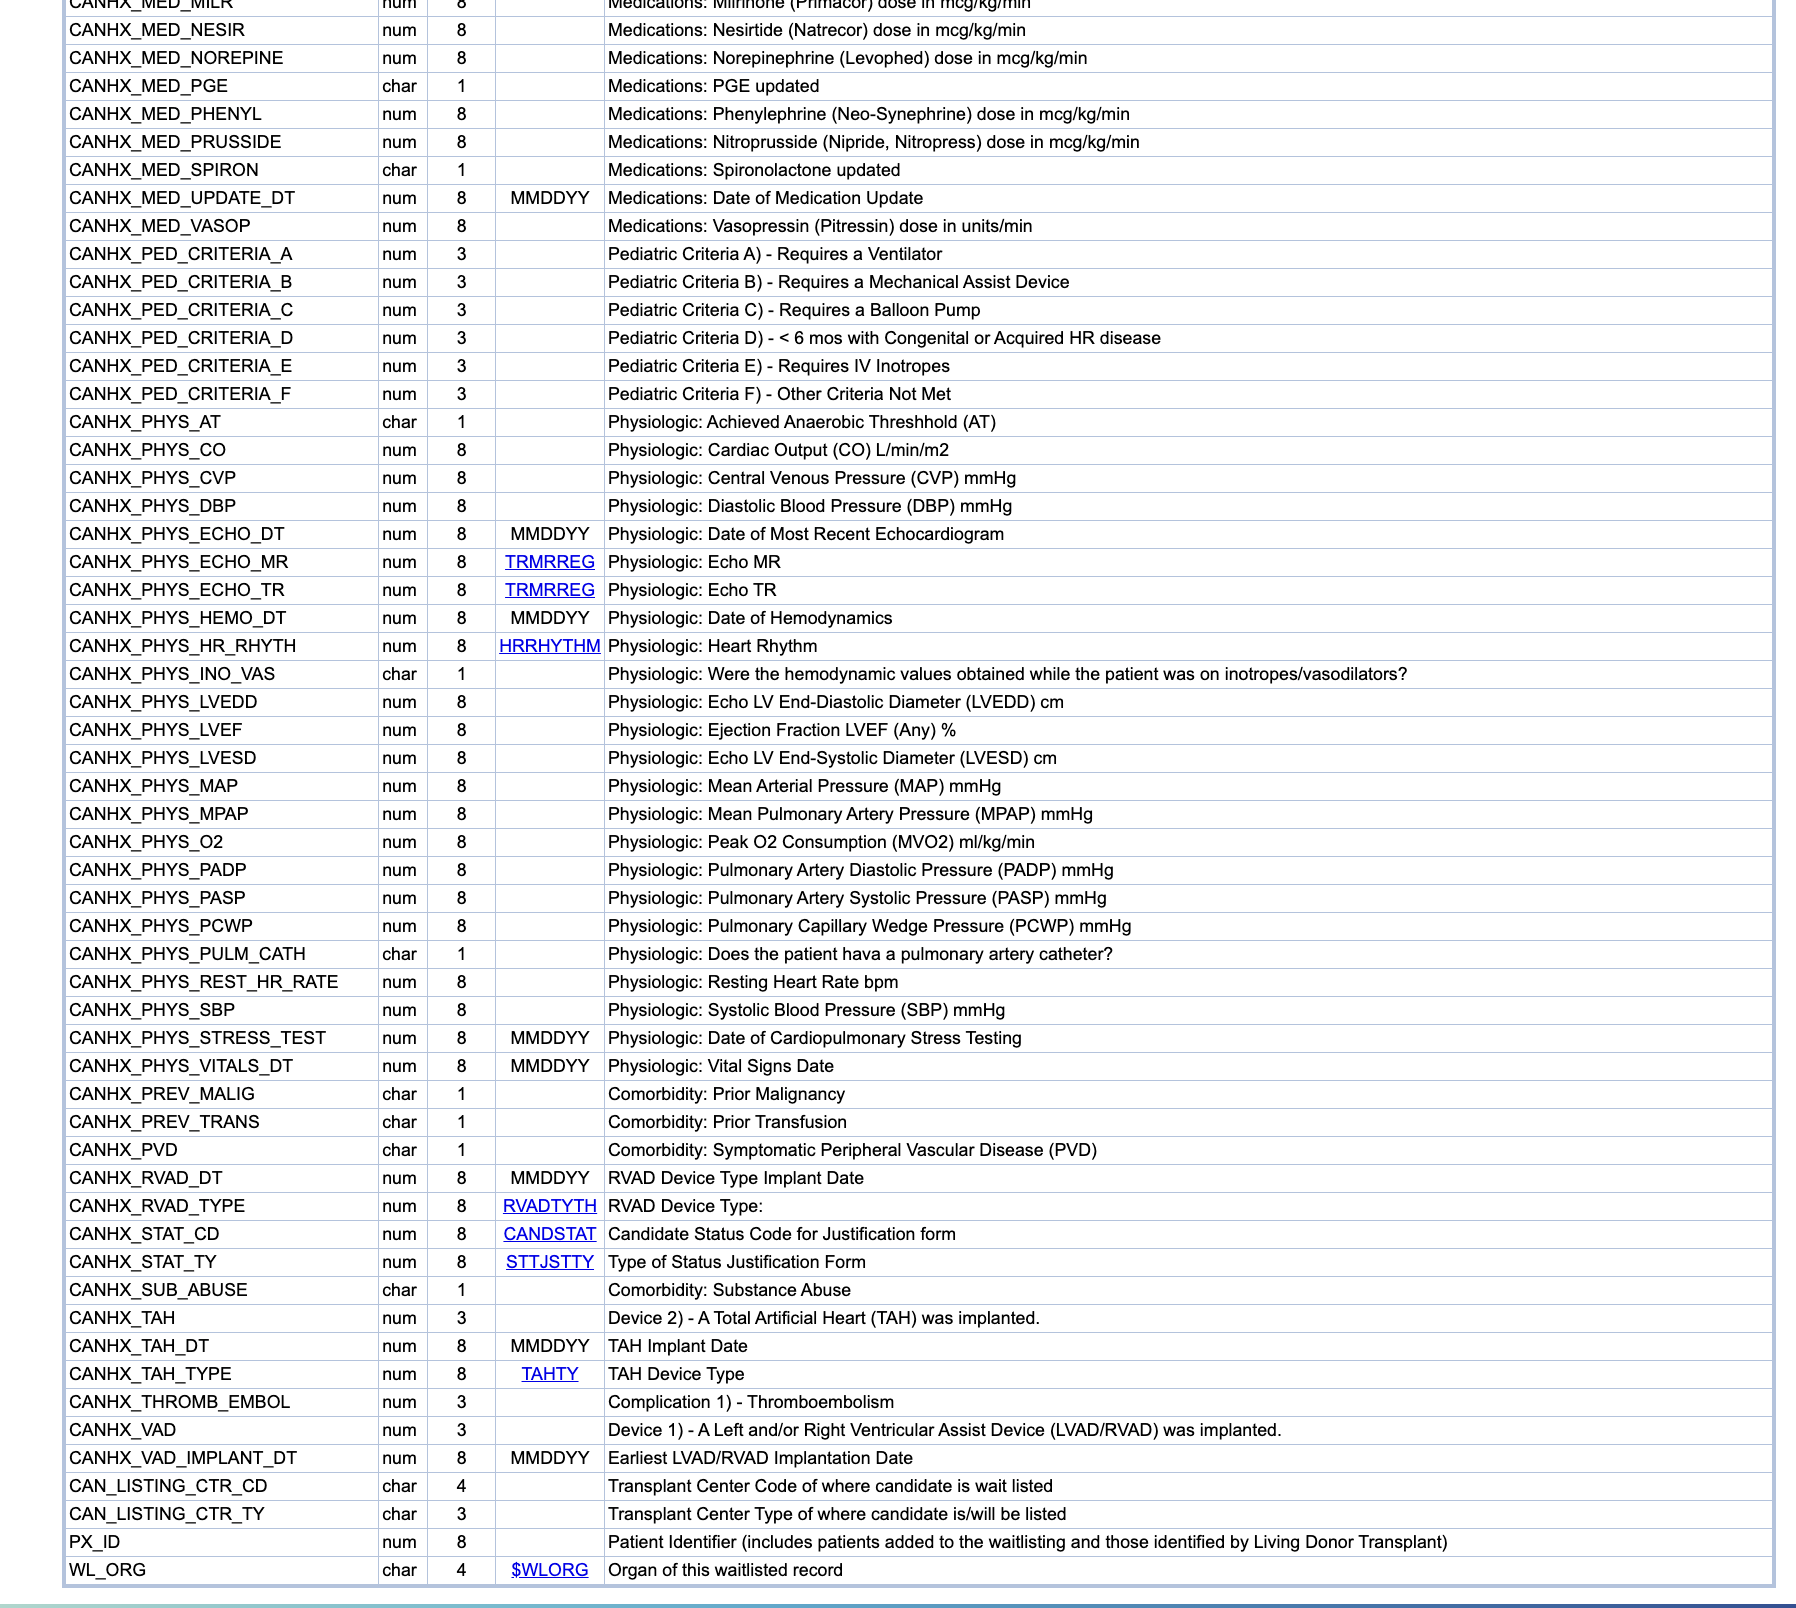 CANHX_MED_MILR num 8 Medications: Milrinone (Primacor) dose in mcg/kg/min
CANHX_MED_NESIR num 8 Medications: Nesirtide (Natrecor) dose in mcg/kg/min
CANHX_MED_NOREPINE num 8 Medications: Norepinephrine (Levophed) dose in mcg/kg/min
CANHX_MED_PGE char 1 Medications: PGE updated
CANHX_MED_PHENYL num 8 Medications: Phenylephrine (Neo-Synephrine) dose in mcg/kg/min
CANHX_MED_PRUSSIDE num 8 Medications: Nitroprusside (Nipride, Nitropress) dose in mcg/kg/min
CANHX_MED_SPIRON char 1 Medications: Spironolactone updated
CANHX_MED_UPDATE_DT num 8 MMDDYY Medications: Date of Medication Update
CANHX_MED_VASOP num 8 Medications: Vasopressin (Pitressin) dose in units/min
CANHX_PED_CRITERIA_A num 3 Pediatric Criteria A) - Requires a Ventilator
CANHX_PED_CRITERIA_B num 3 Pediatric Criteria B) - Requires a Mechanical Assist Device
CANHX_PED_CRITERIA_C num 3 Pediatric Criteria C) - Requires a Balloon Pump
CANHX_PED_CRITERIA_D num 3 Pediatric Criteria D) - < 6 mos with Congenital or Acquired HR disease
CANHX_PED_CRITERIA_E num 3 Pediatric Criteria E) - Requires IV Inotropes
CANHX_PED_CRITERIA_F num 3 Pediatric Criteria F) - Other Criteria Not Met
CANHX_PHYS_AT char 1 Physiologic: Achieved Anaerobic Threshhold (AT)
CANHX_PHYS_CO num 8 Physiologic: Cardiac Output (CO) L/min/m2
CANHX_PHYS_CVP num 8 Physiologic: Central Venous Pressure (CVP) mmHg
CANHX_PHYS_DBP num 8 Physiologic: Diastolic Blood Pressure (DBP) mmHg
CANHX_PHYS_ECHO_DT num 8 MMDDYY Physiologic: Date of Most Recent Echocardiogram
CANHX_PHYS_ECHO_MR num 8 TRMRREG Physiologic: Echo MR
CANHX_PHYS_ECHO_TR num 8 TRMRREG Physiologic: Echo TR
CANHX_PHYS_HEMO_DT num 8 MMDDYY Physiologic: Date of Hemodynamics
CANHX_PHYS_HR_RHYTH num 8 HRRHYTHM Physiologic: Heart Rhythm
CANHX_PHYS_INO_VAS char 1 Physiologic: Were the hemodynamic values obtained while the patient was on inotropes/vasodilators?
CANHX_PHYS_LVEDD num 8 Physiologic: Echo LV End-Diastolic Diameter (LVEDD) cm
CANHX_PHYS_LVEF num 8 Physiologic: Ejection Fraction LVEF (Any) %
CANHX_PHYS_LVESD num 8 Physiologic: Echo LV End-Systolic Diameter (LVESD) cm
CANHX_PHYS_MAP num 8 Physiologic: Mean Arterial Pressure (MAP) mmHg
CANHX_PHYS_MPAP num 8 Physiologic: Mean Pulmonary Artery Pressure (MPAP) mmHg
CANHX_PHYS_O2 num 8 Physiologic: Peak O2 Consumption (MVO2) ml/kg/min
CANHX_PHYS_PADP num 8 Physiologic: Pulmonary Artery Diastolic Pressure (PADP) mmHg
CANHX_PHYS_PASP num 8 Physiologic: Pulmonary Artery Systolic Pressure (PASP) mmHg
CANHX_PHYS_PCWP num 8 Physiologic: Pulmonary Capillary Wedge Pressure (PCWP) mmHg
CANHX_PHYS_PULM_CATH char 1 Physiologic: Does the patient hava a pulmonary artery catheter?
CANHX_PHYS_REST_HR_RATE num 8 Physiologic: Resting Heart Rate bpm
CANHX_PHYS_SBP num 8 Physiologic: Systolic Blood Pressure (SBP) mmHg
CANHX_PHYS_STRESS_TEST num 8 MMDDYY Physiologic: Date of Cardiopulmonary Stress Testing
CANHX_PHYS_VITALS_DT num 8 MMDDYY Physiologic: Vital Signs Date
CANHX_PREV_MALIG char 1 Comorbidity: Prior Malignancy
CANHX_PREV_TRANS char 1 Comorbidity: Prior Transfusion
CANHX_PVD char 1 Comorbidity: Symptomatic Peripheral Vascular Disease (PVD)
CANHX_RVAD_DT num 8 MMDDYY RVAD Device Type Implant Date
CANHX_RVAD_TYPE num 8 RVADTYTH RVAD Device Type:
CANHX_STAT_CD num 8 CANDSTAT Candidate Status Code for Justification form
CANHX_STAT_TY num 8 STTJSTTY Type of Status Justification Form
CANHX_SUB_ABUSE char 1 Comorbidity: Substance Abuse
CANHX_TAH num 3 Device 2) - A Total Artificial Heart (TAH) was implanted.
CANHX_TAH_DT num 8 MMDDYY TAH Implant Date
CANHX_TAH_TYPE num 8 TAHTY TAH Device Type
CANHX_THROMB_EMBOL num 3 Complication 1) - Thromboembolism
CANHX_VAD num 3 Device 1) - A Left and/or Right Ventricular Assist Device (LVAD/RVAD) was implanted.
CANHX_VAD_IMPLANT_DT num 8 MMDDYY Earliest LVAD/RVAD Implantation Date
CAN_LISTING_CTR_CD char 4 Transplant Center Code of where candidate is wait listed
CAN_LISTING_CTR_TY char 3 Transplant Center Type of where candidate is/will be listed
PX_ID num 8 Patient Identifier (includes patients added to the waitlisting and those identified by Living Donor Transplant)
WL_ORG char 4 $WLORG Organ of this waitlisted record